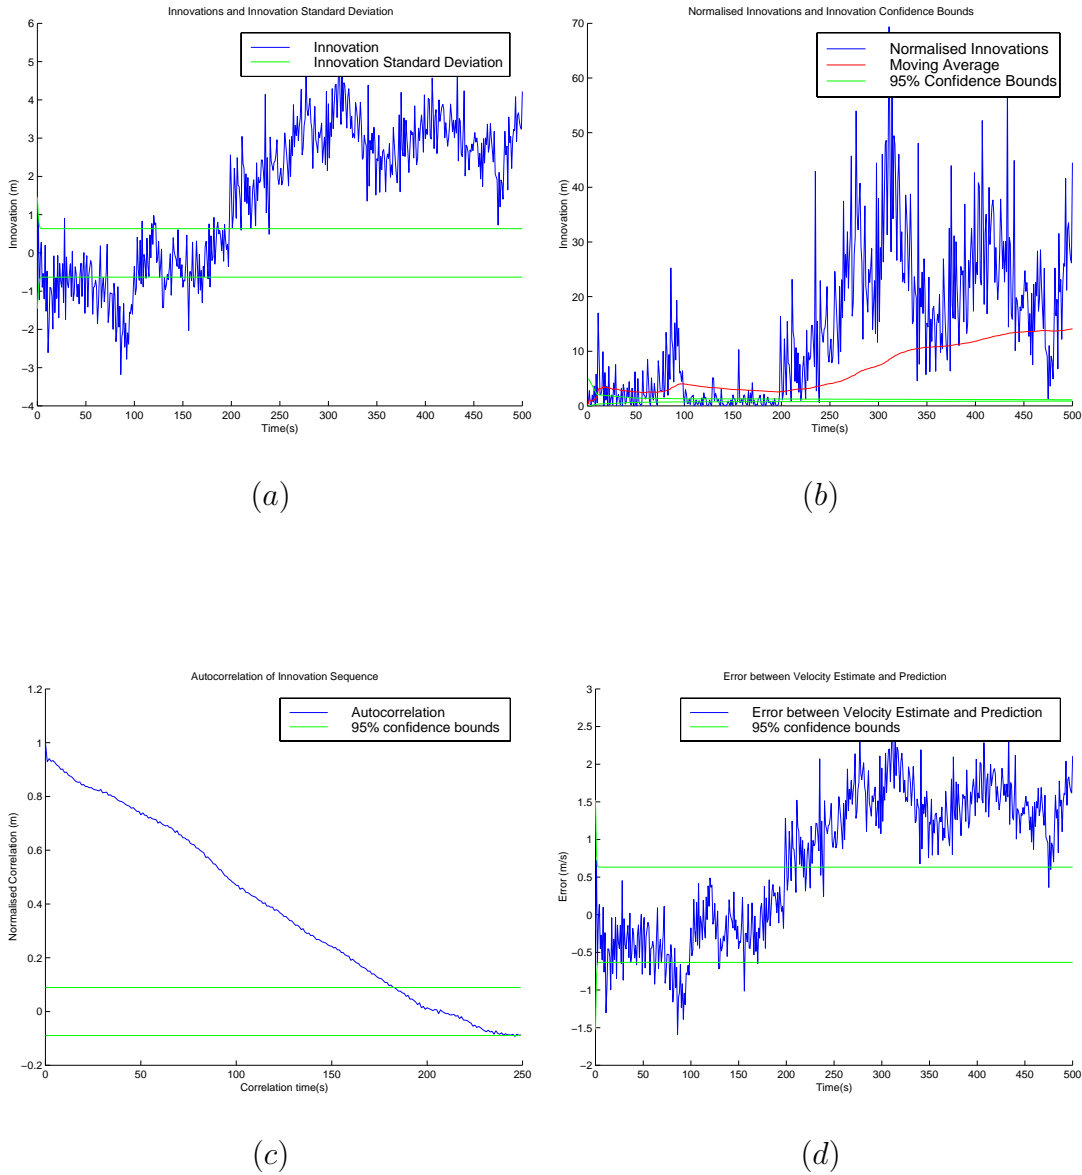 Innovations and Innovation Standard Deviation
6
5
4
3
2
1
0
−1
−2
−3
−4
Innovation (m)
Innovation
Innovation Standard Deviation
0 50 100 150 200 250 300 350 400 450 500
Time(s)
(a)
Normalised Innovations and Innovation Confidence Bounds
70
60
50
40
30
20
10
0
Innovation (m)
Normalised Innovations
Moving Average
95% Confidence Bounds
0 50 100 150 200 250 300 350 400 450 500
Time(s)
(b)
Autocorrelation of Innovation Sequence
1.2
1
0.8
0.6
0.4
0.2
0
−0.2
Normalised Correlation (m)
Autocorrelation
95% confidence bounds
0 50 100 150 200 250
Correlation time(s)
(c)
Error between Velocity Estimate and Prediction
3
2.5
2
1.5
1
0.5
0
−0.5
−1
−1.5
−2
Error (m/s)
Error between Velocity Estimate and Prediction
95% confidence bounds
0 50 100 150 200 250 300 350 400 450 500
Time(s)
(d)